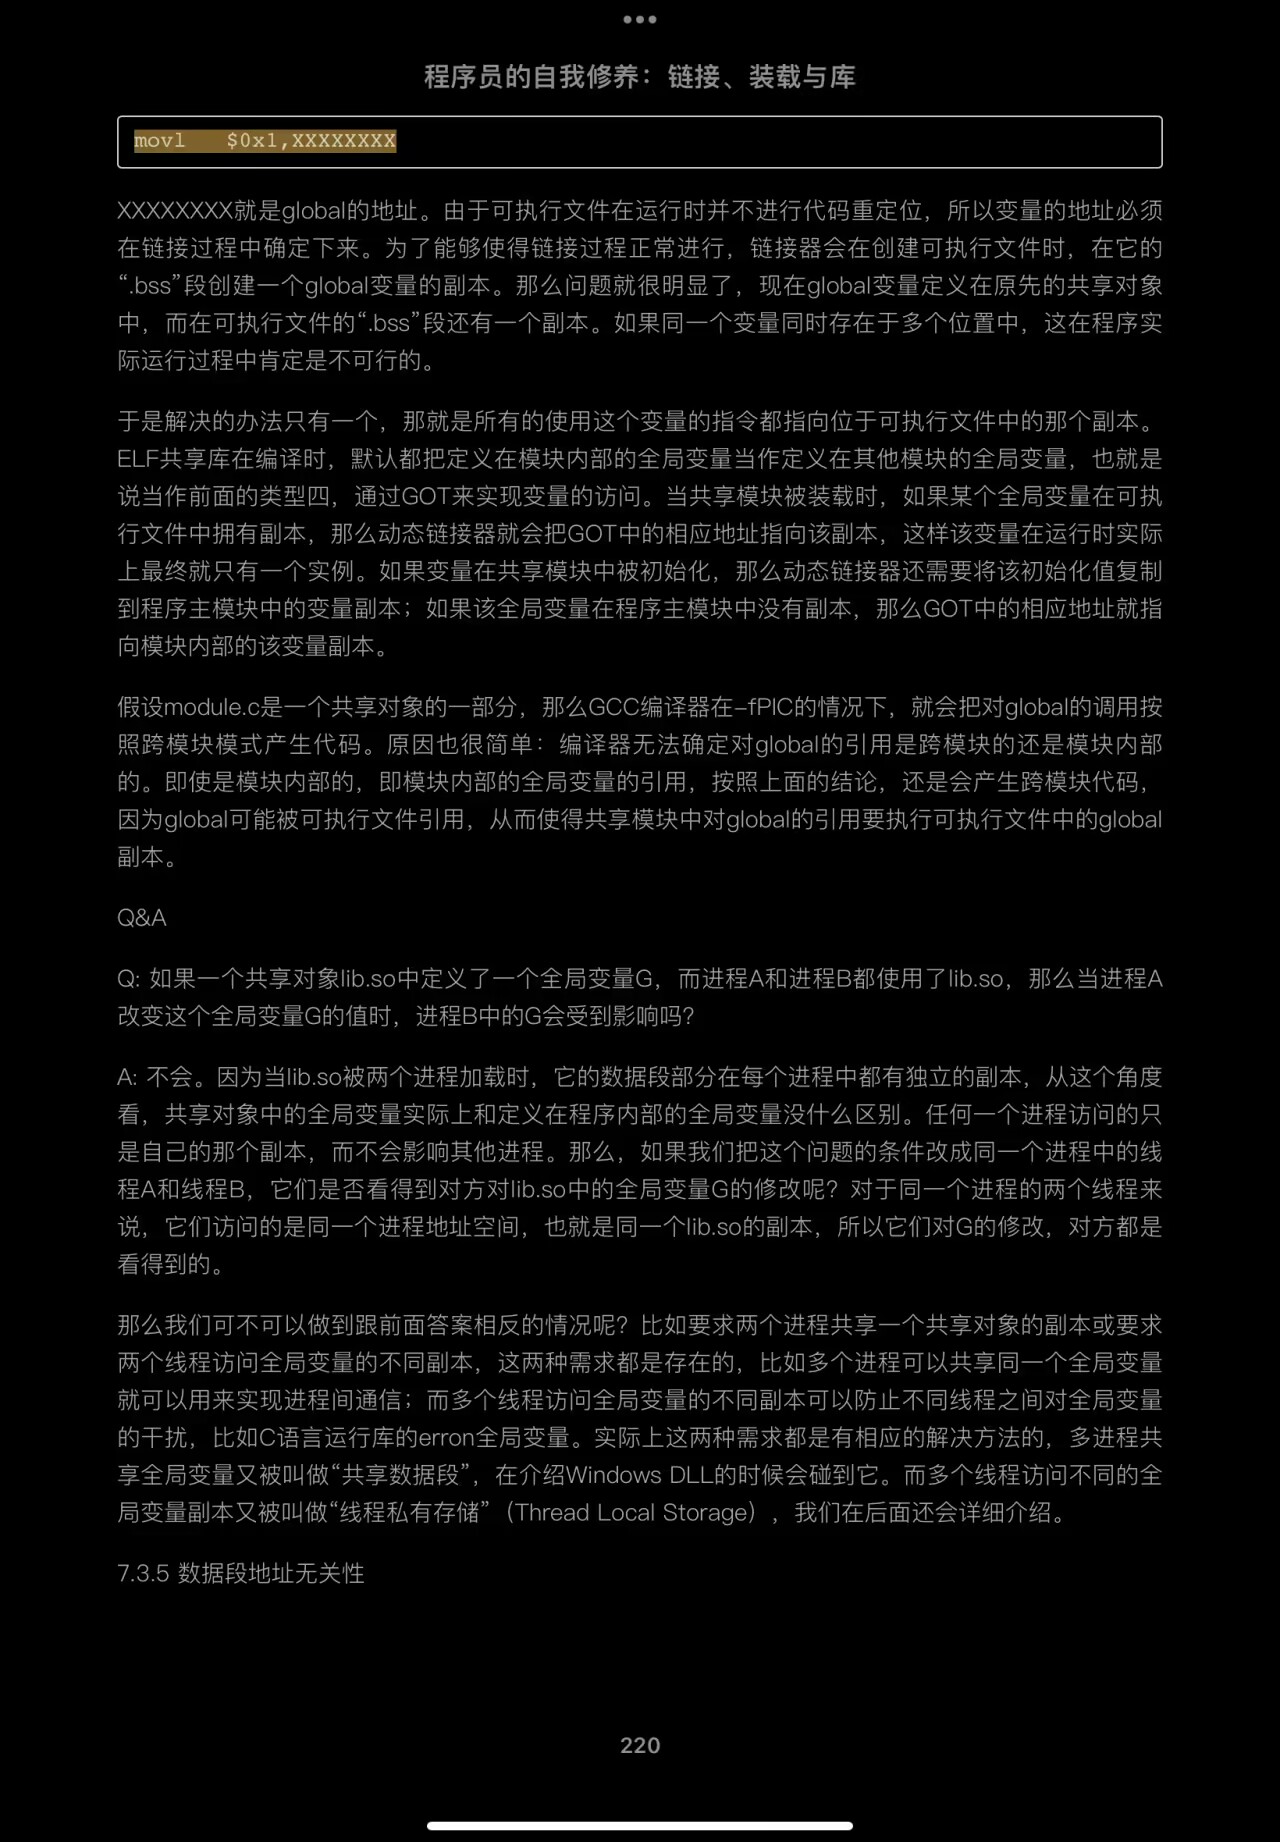 程序员的自我修养：链接、装载与库
movl $0x1,XXXXXXXX
XXXXXXXX就是global的地址。由于可执行文件在运行时并不进行代码重定位，所以变量的地址必须
在链接过程中确定下来。为了能够使得链接过程正常进行，链接器会在创建可执行文件时，在它的
“.bss”段创建一个global变量的副本。那么问题就很明显了，现在global变量定义在原先的共享对象
中，而在可执行文件的“.bss”段还有一个副本。如果同一个变量同时存在于多个位置中，这在程序实
际运行过程中肯定是不可行的。
于是解决的办法只有一个，那就是所有的使用这个变量的指令都指向位于可执行文件中的那个副本。
ELF共享库在编译时，默认都把定义在模块内部的全局变量当作定义在其他模块的全局变量，也就是
说当作前面的类型四，通过GOT来实现变量的访问。当共享模块被装载时，如果某个全局变量在可执
行文件中拥有副本，那么动态链接器就会把GOT中的相应地址指向该副本，这样该变量在运行时实际
上最终就只有一个实例。如果变量在共享模块中被初始化，那么动态链接器还需要将该初始化值复制
到程序主模块中的变量副本；如果该全局变量在程序主模块中没有副本，那么GOT中的相应地址就指
向模块内部的该变量副本。
假设module.c是一个共享对象的一部分，那么GCC编译器在-fPIC的情况下，就会把对global的调用按
照跨模块模式产生代码。原因也很简单：编译器无法确定对global的引用是跨模块的还是模块内部
的。即使是模块内部的，即模块内部的全局变量的引用，按照上面的结论，还是会产生跨模块代码，
因为global可能被可执行文件引用，从而使得共享模块中对global的引用要执行可执行文件中的global
副本。
Q&A
Q: 如果一个共享对象lib.so中定义了一个全局变量G，而进程A和进程B都使用了lib.so，那么当进程A
改变这个全局变量G的值时，进程B中的G会受到影响吗？
A: 不会。因为当lib.so被两个进程加载时，它的数据段部分在每个进程中都有独立的副本，从这个角度
看，共享对象中的全局变量实际上和定义在程序内部的全局变量没什么区别。任何一个进程访问的只
是自己的那个副本，而不会影响其他进程。那么，如果我们把这个问题的条件改成同一个进程中的线
程A和线程B，它们是否看得到对方对lib.so中的全局变量G的修改呢？对于同一个进程的两个线程来
说，它们访问的是同一个进程地址空间，也就是同一个lib.so的副本，所以它们对G的修改，对方都是
看得到的。
那么我们可不可以做到跟前面答案相反的情况呢？比如要求两个进程共享一个共享对象的副本或要求
两个线程访问全局变量的不同副本，这两种需求都是存在的，比如多个进程可以共享同一个全局变量
就可以用来实现进程间通信；而多个线程访问全局变量的不同副本可以防止不同线程之间对全局变量
的干扰，比如C语言运行库的erron全局变量。实际上这两种需求都是有相应的解决方法的，多进程共
享全局变量又被叫做“共享数据段”，在介绍Windows DLL的时候会碰到它。而多个线程访问不同的全
局变量副本又被叫做“线程私有存储”（Thread Local Storage），我们在后面还会详细介绍。
7.3.5 数据段地址无关性
220